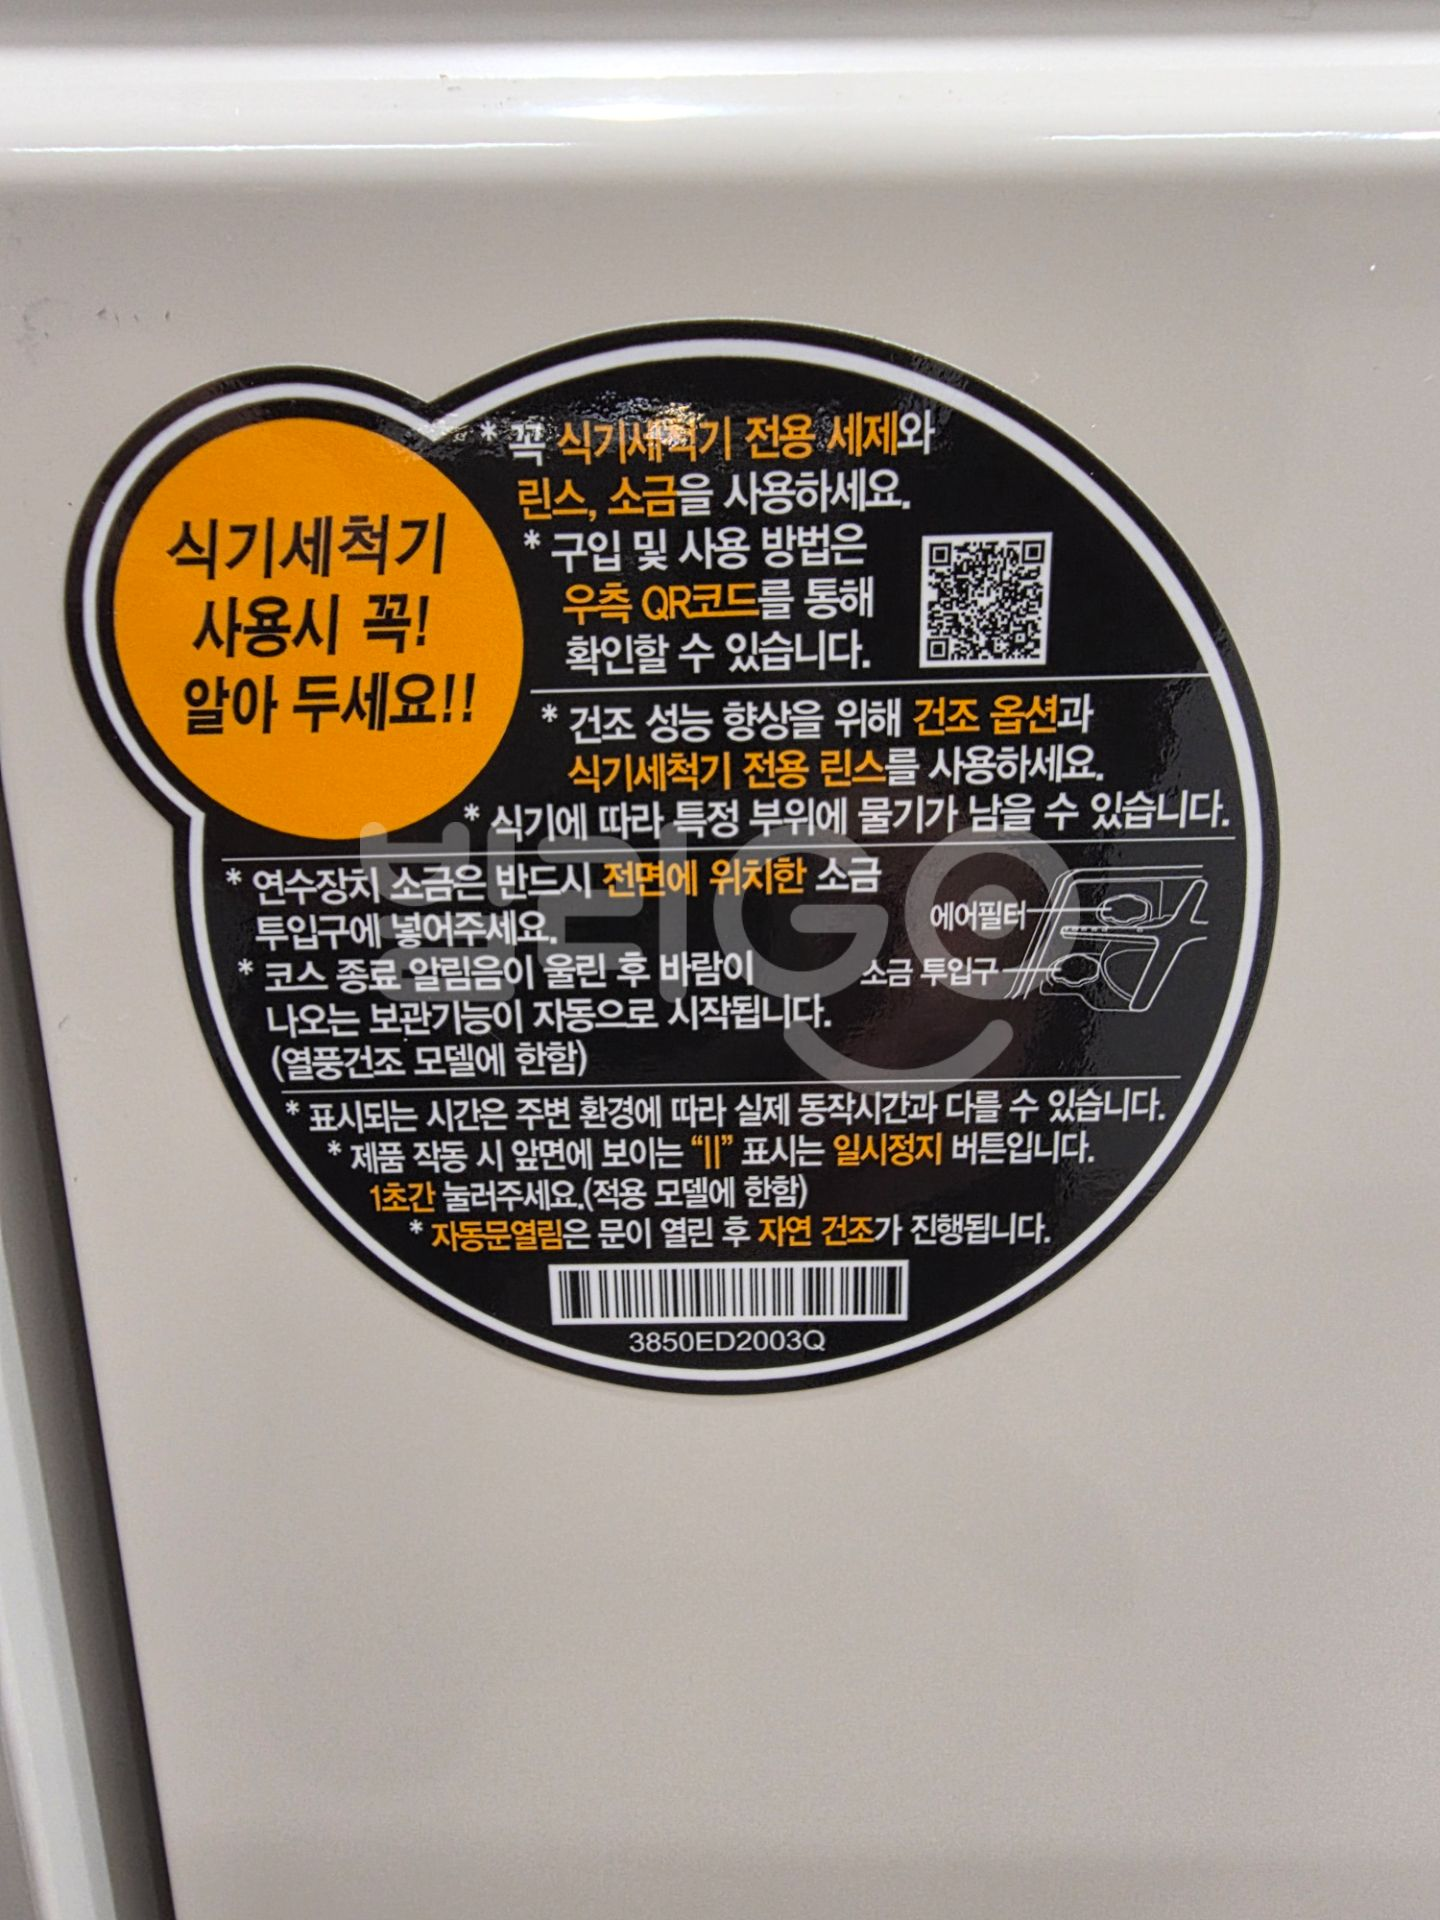 식기세척기
사용시 꼭!
알아 두세요!!
* 꼭 식기세척기 전용 세제와
린스, 소금을 사용하세요.
* 구입 및 사용 방법은
우측 QR코드를 통해
확인할 수 있습니다.
* 건조 성능 향상을 위해 건조 옵션과
식기세척기 전용 린스를 사용하세요.
* 식기에 따라 특정 부위에 물기가 남을 수 있습니다.
* 연수장치 소금은 반드시 전면에 위치한 소금
투입구에 넣어주세요.
* 코스 종료 알림음이 울린 후 바람이
나오는 보관기능이 자동으로 시작됩니다.
(열풍건조 모델에 한함)
에어필터
소금 투입구
* 표시되는 시간은 주변 환경에 따라 실제 동작시간과 다를 수 있습니다.
* 제품 작동 시 앞면에 보이는 “||” 표시는 일시정지 버튼입니다.
1초간 눌러주세요.(적용 모델에 한함)
* 자동문열림은 문이 열린 후 자연 건조가 진행됩니다.
3850ED2003Q
빌리GO